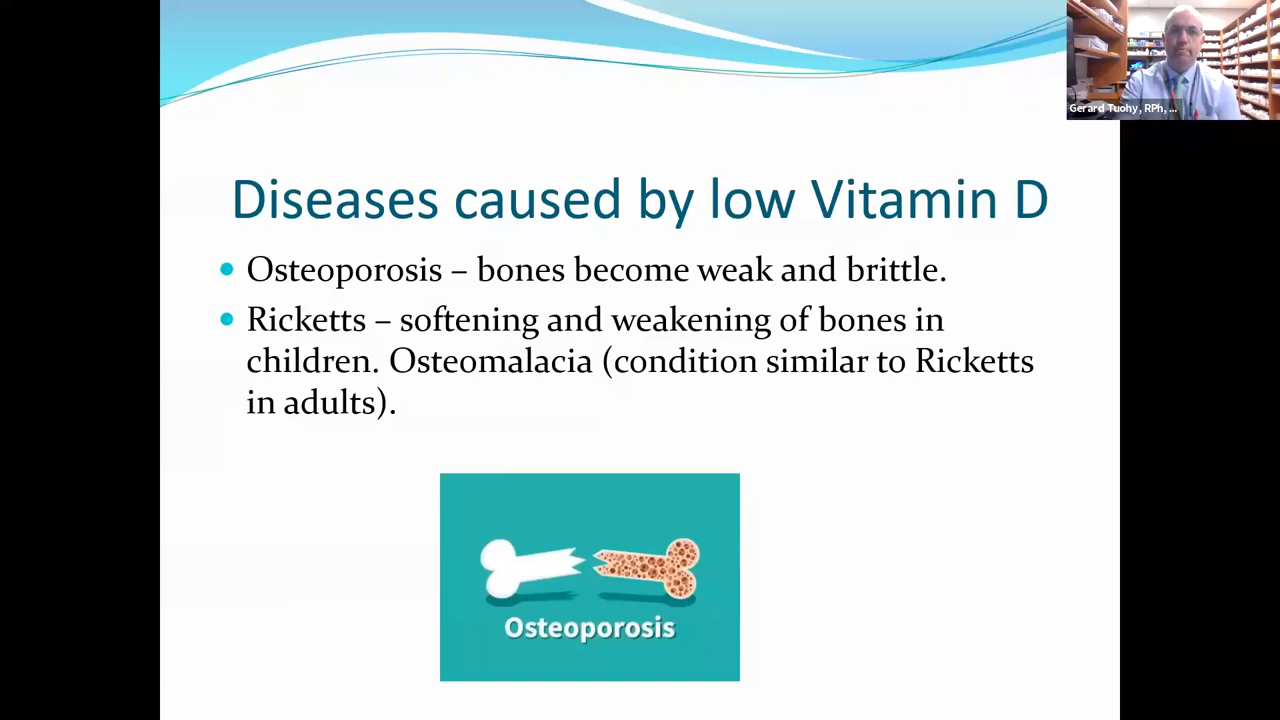 Gerard Tuohy, RPh, ...
Diseases caused by low Vitamin D
Osteoporosis – bones become weak and brittle.
Ricketts – softening and weakening of bones in
children. Osteomalacia (condition similar to Ricketts
in adults).
Osteoporosis